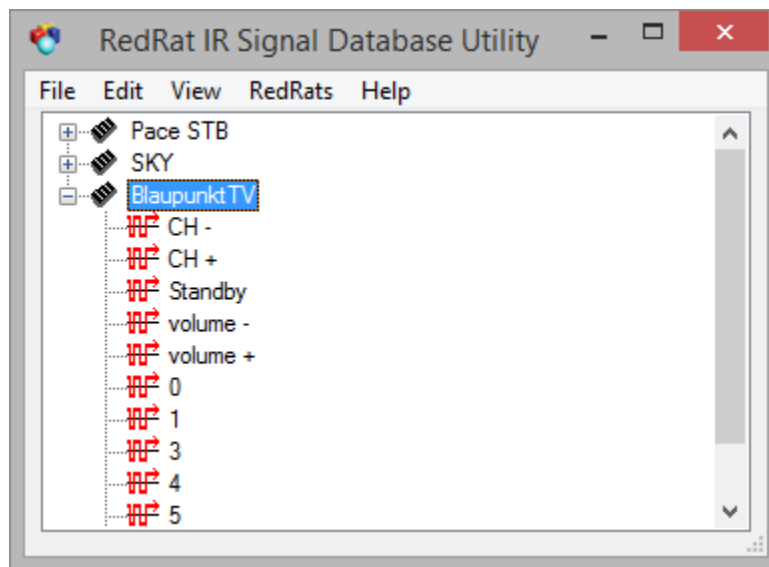 RedRat IR Signal Database Utility
File Edit View RedRats Help
Pace STB
SKY
BlaupunktTV
CH -
CH +
Standby
volume -
volume +
0
1
3
4
5